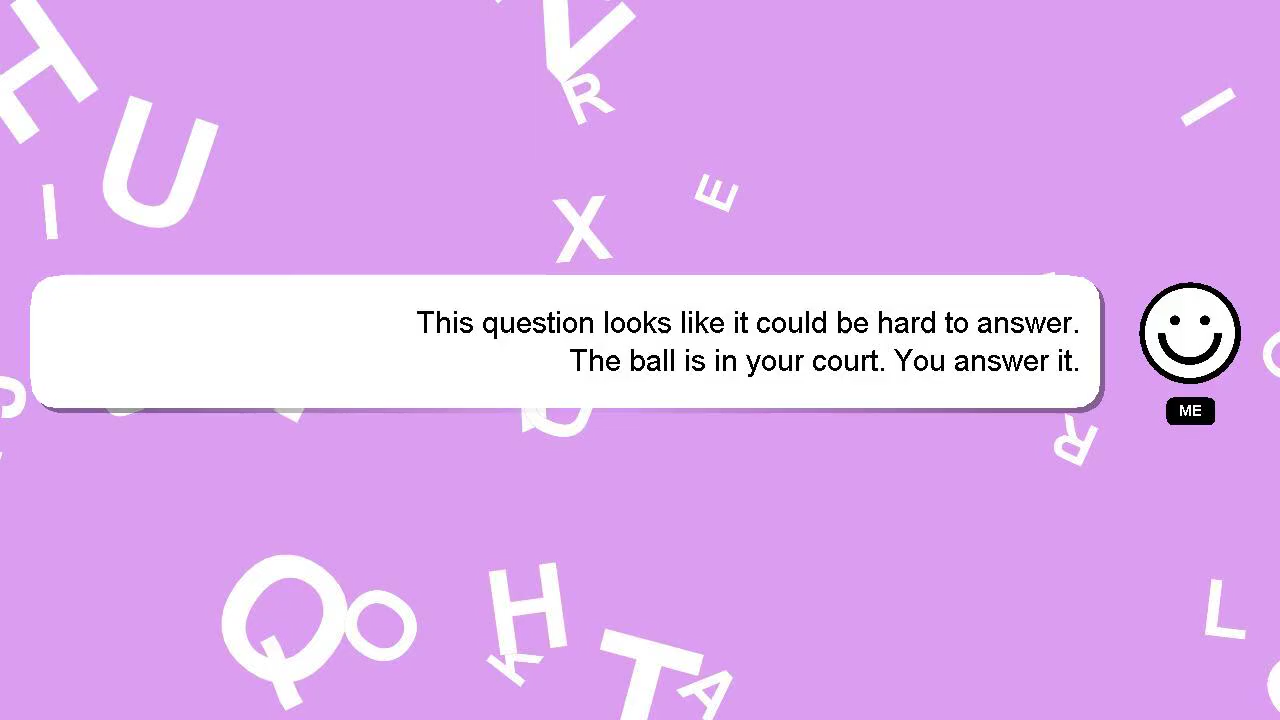 H
U
I
V
R
X
E
I
This question looks like it could be hard to answer.
The ball is in your court. You answer it.
ME
R
Q
O
H
K
T
A
L